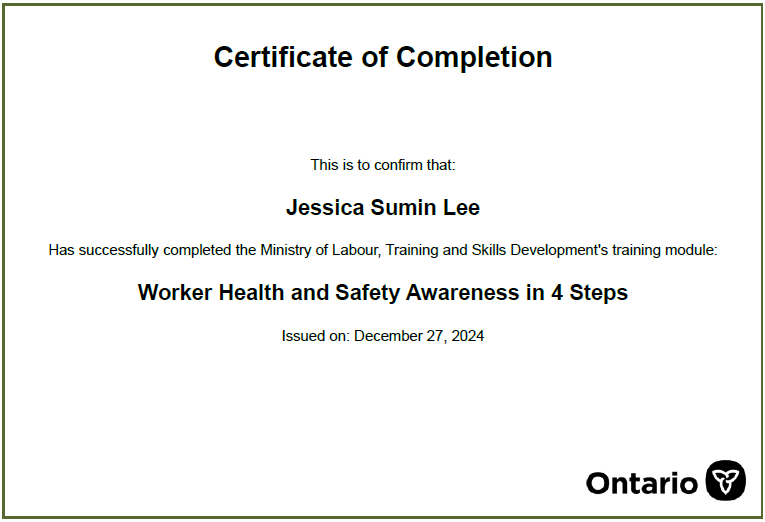 Certificate of Completion
This is to confirm that:
Jessica Sumin Lee
Has successfully completed the Ministry of Labour, Training and Skills Development's training module:
Worker Health and Safety Awareness in 4 Steps
Issued on: December 27, 2024
Ontario